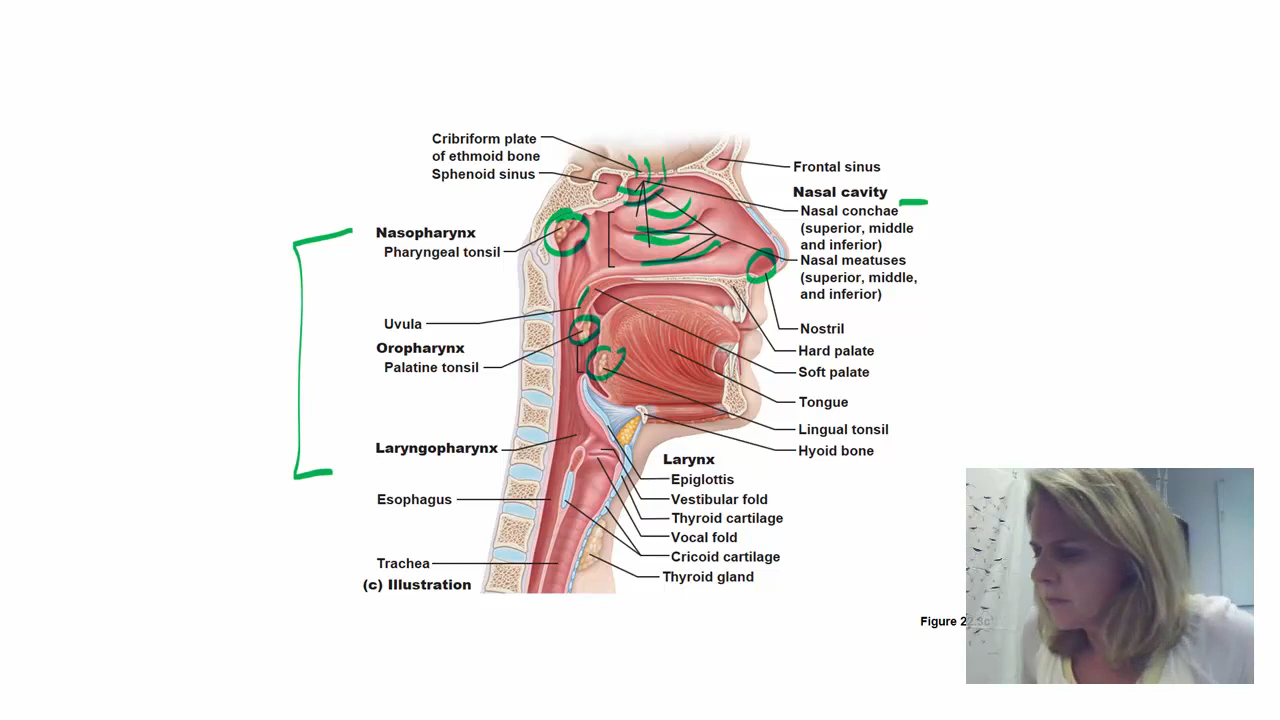 Cribriform plate
of ethmoid bone
Sphenoid sinus
Nasopharynx
Pharyngeal tonsil
Uvula
Oropharynx
Palatine tonsil
Laryngopharynx
Esophagus
Trachea
(c) Illustration
Frontal sinus
Nasal cavity
Nasal conchae
(superior, middle
and inferior)
Nasal meatuses
(superior, middle,
and inferior)
Nostril
Hard palate
Soft palate
Tongue
Lingual tonsil
Hyoid bone
Larynx
Epiglottis
Vestibular fold
Thyroid cartilage
Vocal fold
Cricoid cartilage
Thyroid gland
Figure